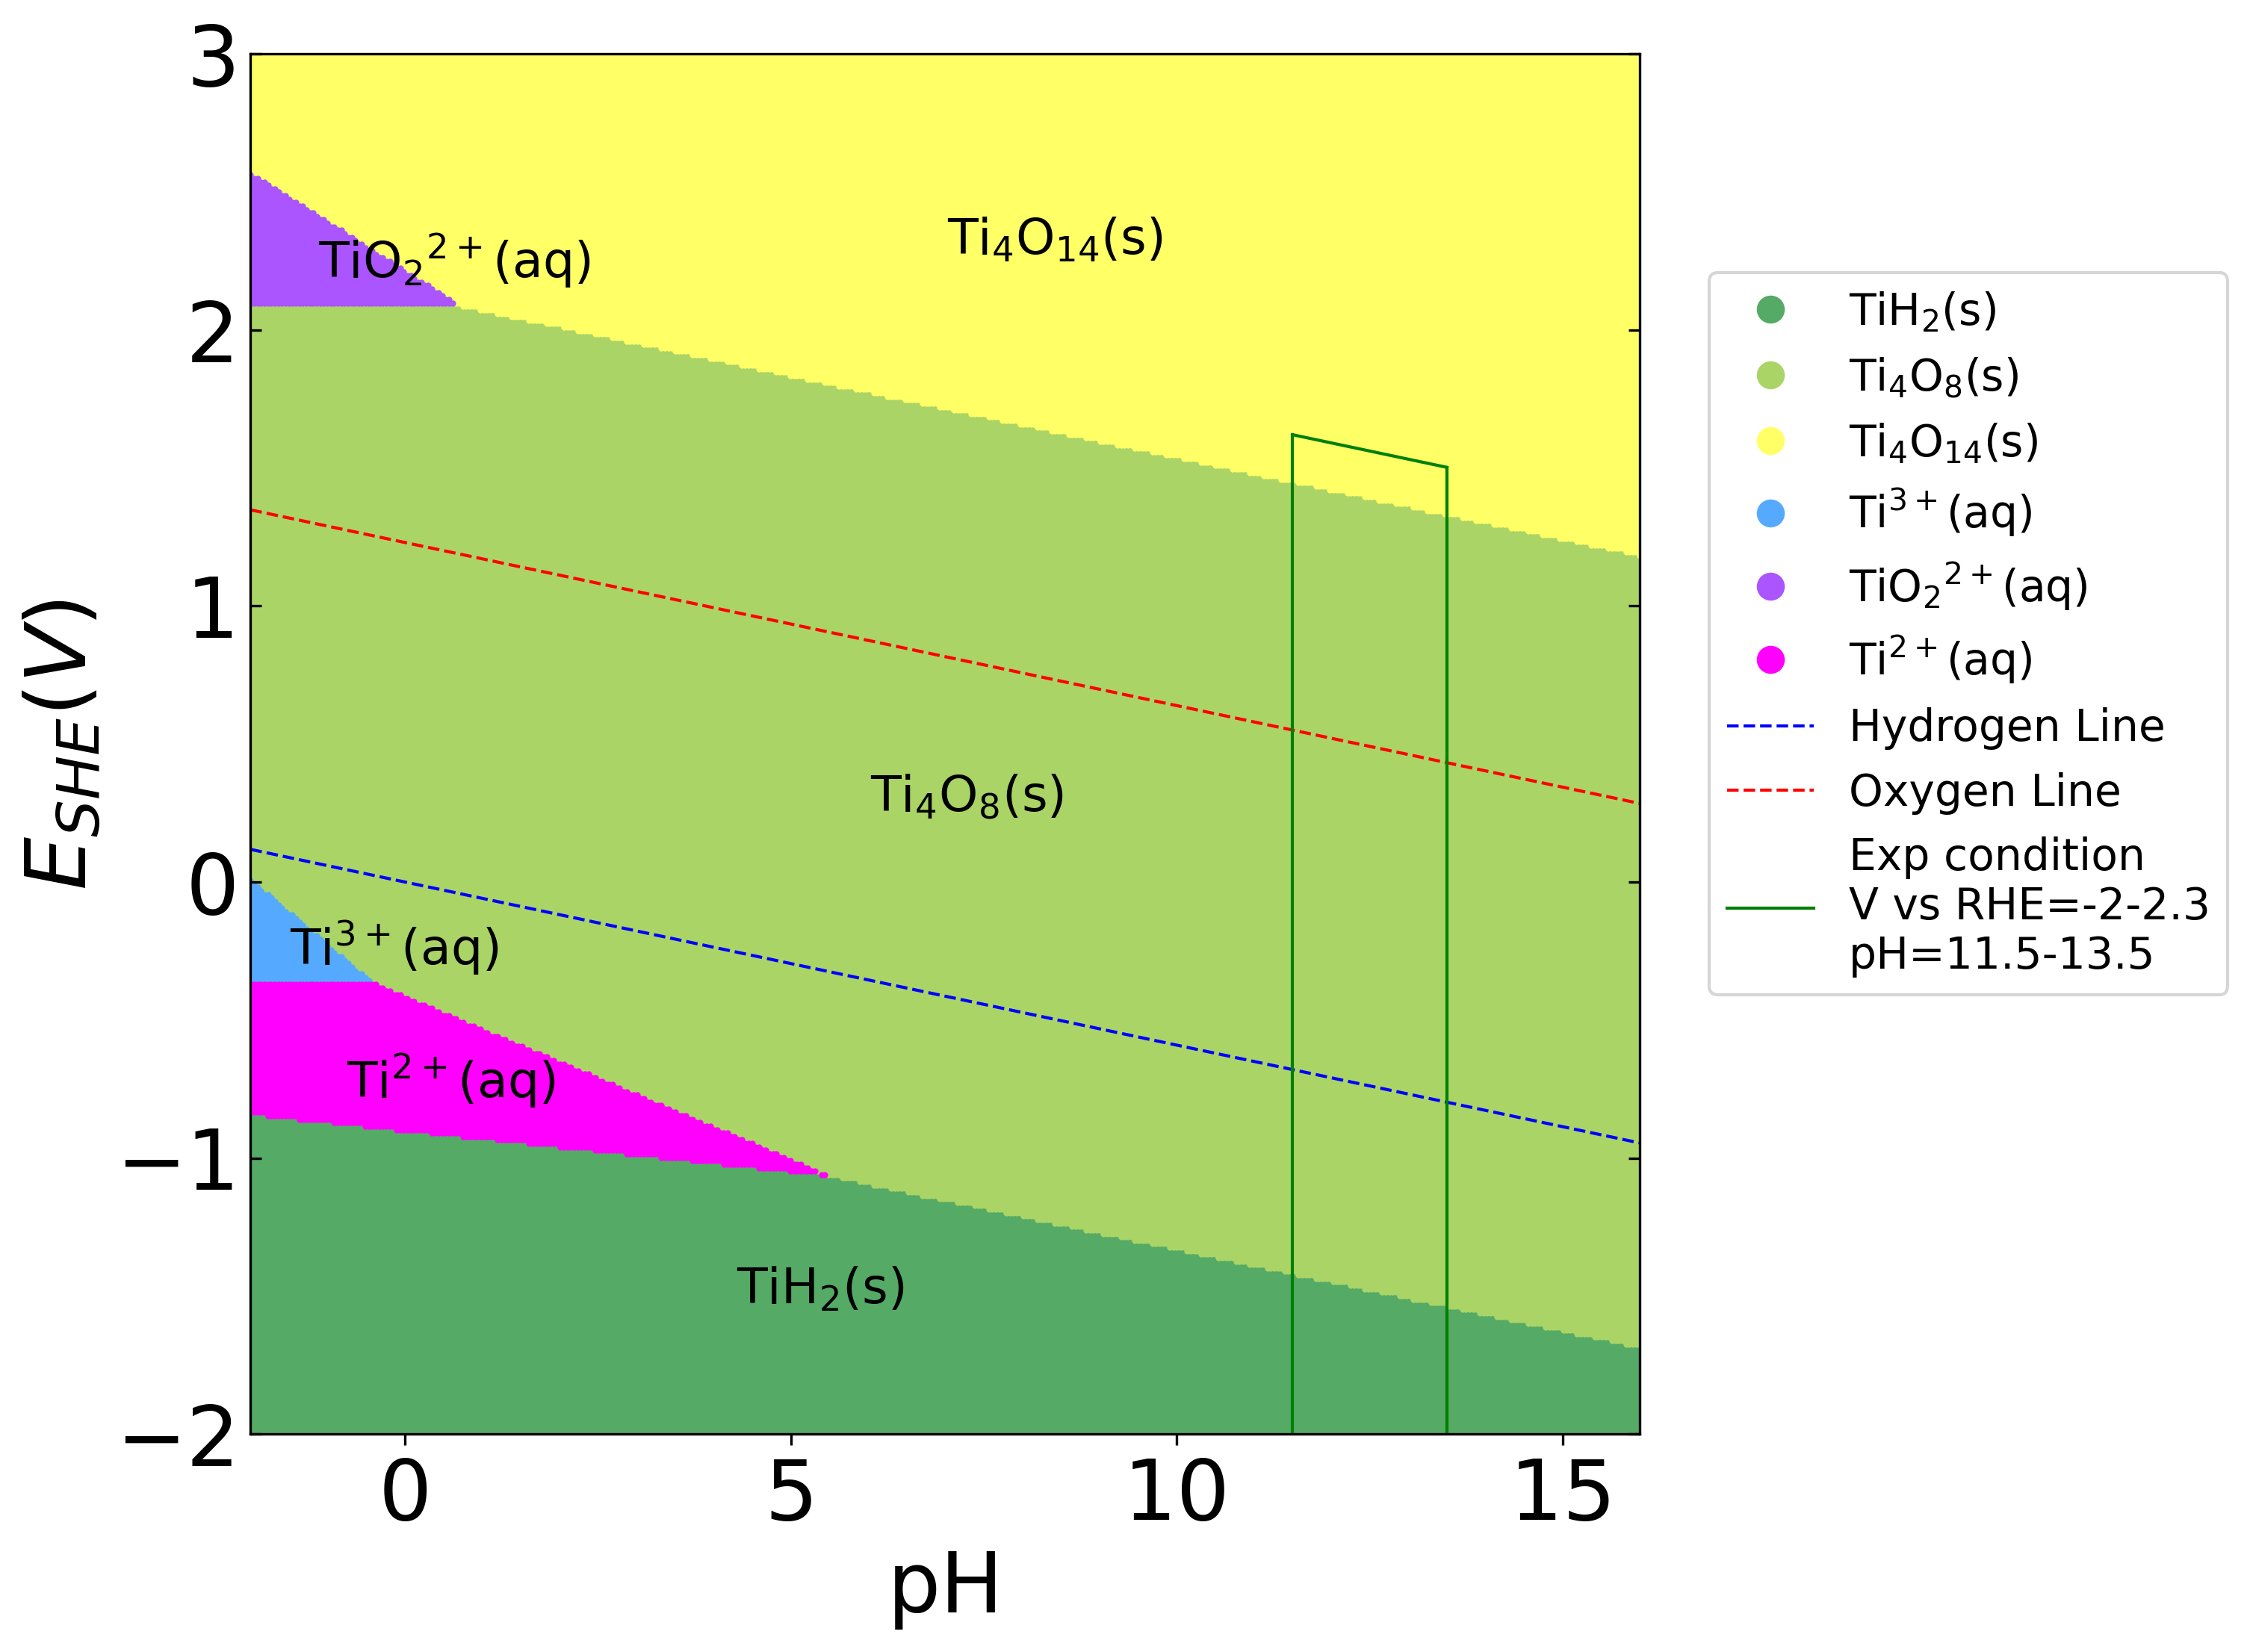 3
2
1
0
−1
−2
E_{SHE}(V)
TiO₂²⁺(aq)
Ti₄O₁₄(s)
Ti₄O₈(s)
Ti³⁺(aq)
Ti²⁺(aq)
TiH₂(s)
0 5 10 15
pH
TiH₂(s)
Ti₄O₈(s)
Ti₄O₁₄(s)
Ti³⁺(aq)
TiO₂²⁺(aq)
Ti²⁺(aq)
Hydrogen Line
Oxygen Line
Exp condition
V vs RHE=-2-2.3
pH=11.5-13.5